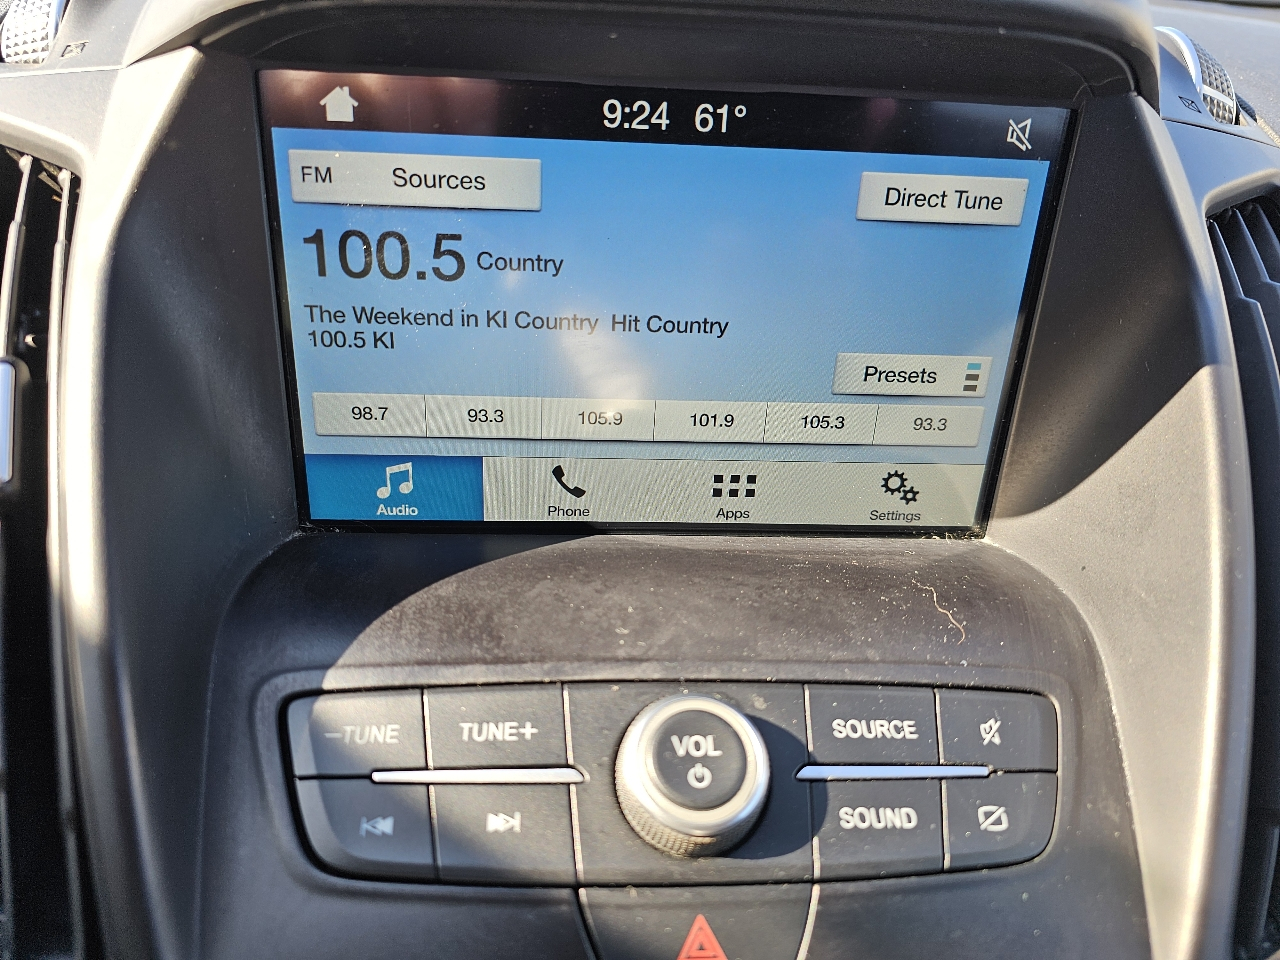 9:24 61°
FM Sources
Direct Tune
100.5 Country
The Weekend in KI Country Hit Country
100.5 KI
Presets
98.7 93.3 105.9 101.9 105.3 93.3
Audio Phone Apps Settings
−TUNE TUNE+ VOL SOURCE
SOUND